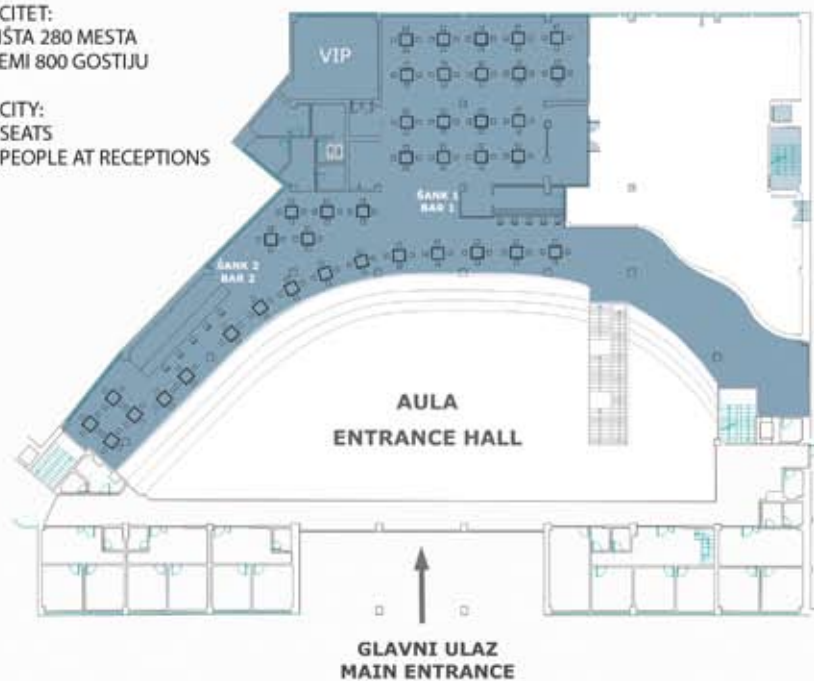 CITET:
IŠTA 280 MESTA
EMI 800 GOSTIJU
CITY:
SEATS
PEOPLE AT RECEPTIONS
VIP
ŠANK 1
BAR 1
ŠANK 2
BAR 2
AULA
ENTRANCE HALL
GLAVNI ULAZ
MAIN ENTRANCE